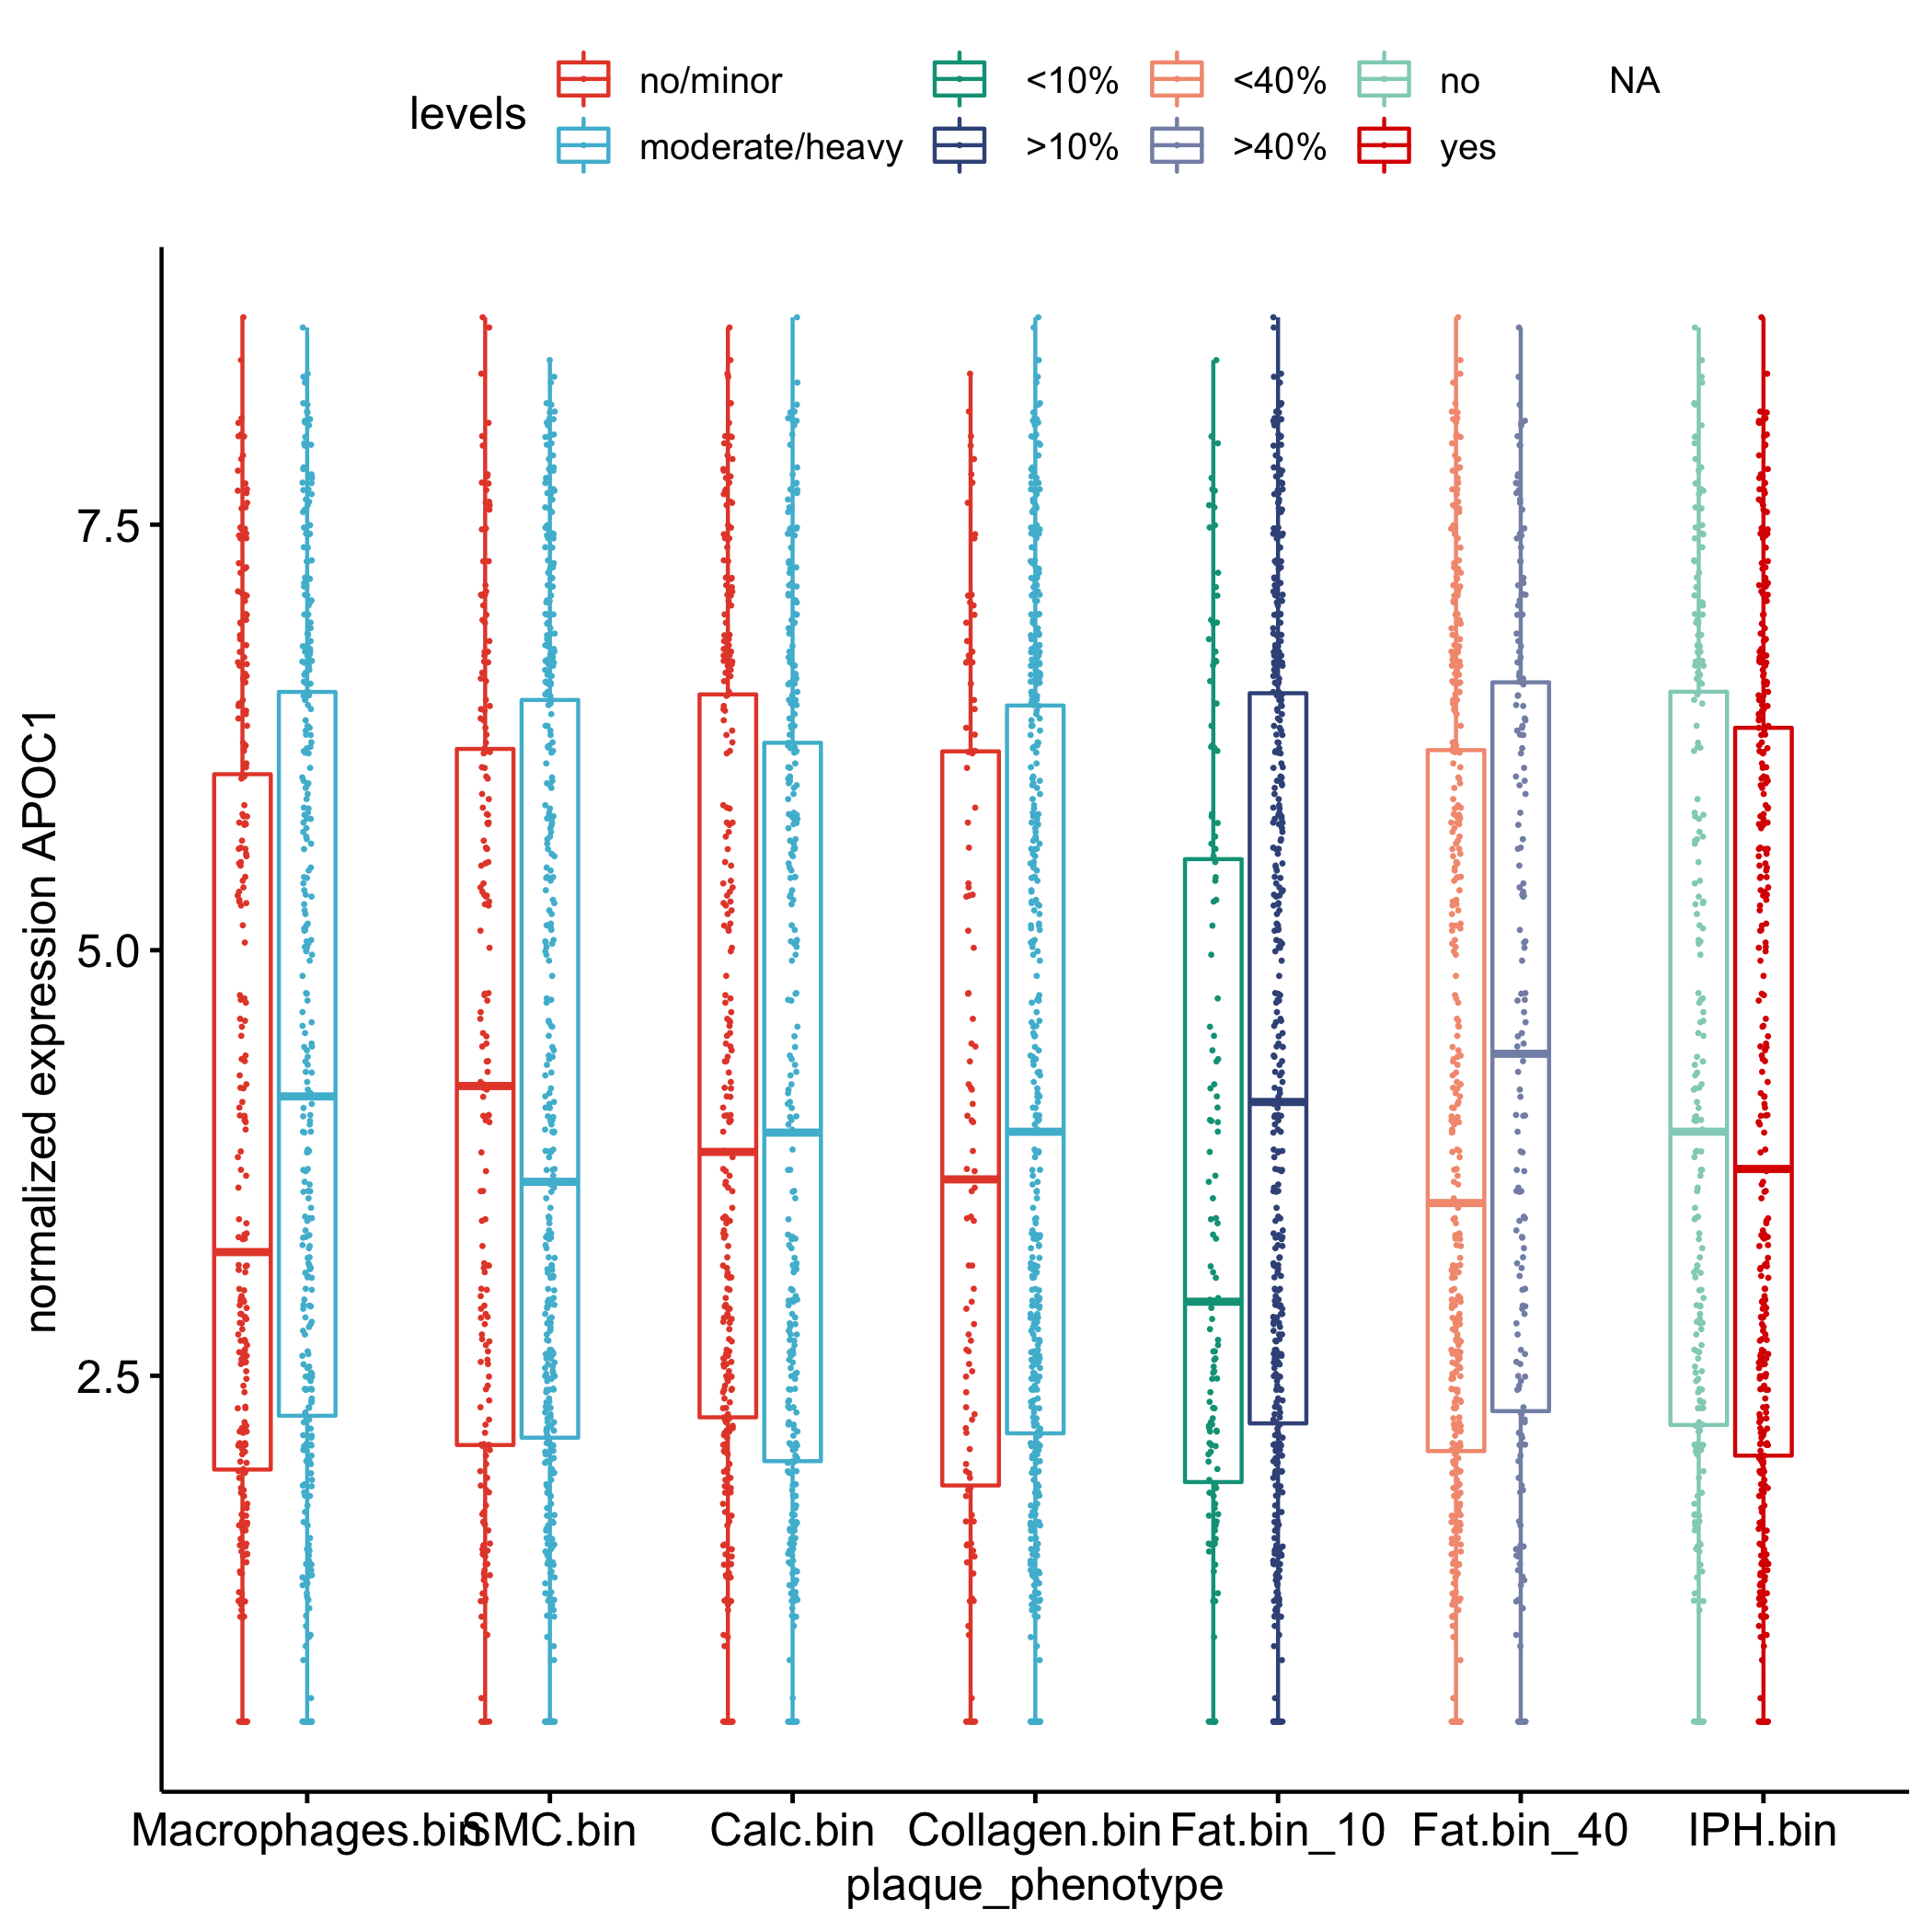 levels
no/minor <10% <40% no NA
moderate/heavy >10% >40% yes
normalized expression APOC1
7.5
5.0
2.5
Macrophages.bin SMC.bin Calc.bin Collagen.bin Fat.bin_10 Fat.bin_40 IPH.bin
plaque_phenotype